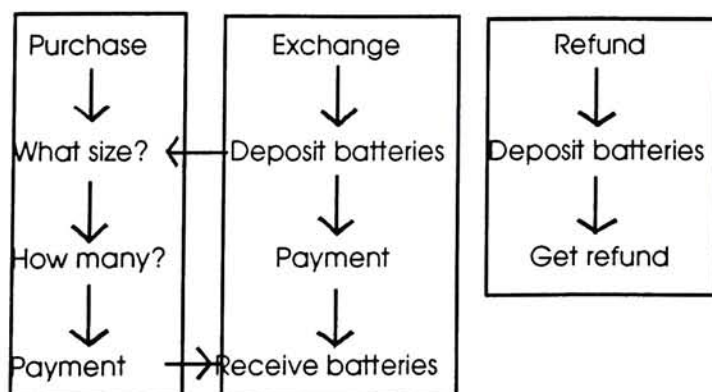 Purchase
What size?
How many?
Payment
Exchange
Deposit batteries
Payment
Receive batteries
Refund
Deposit batteries
Get refund